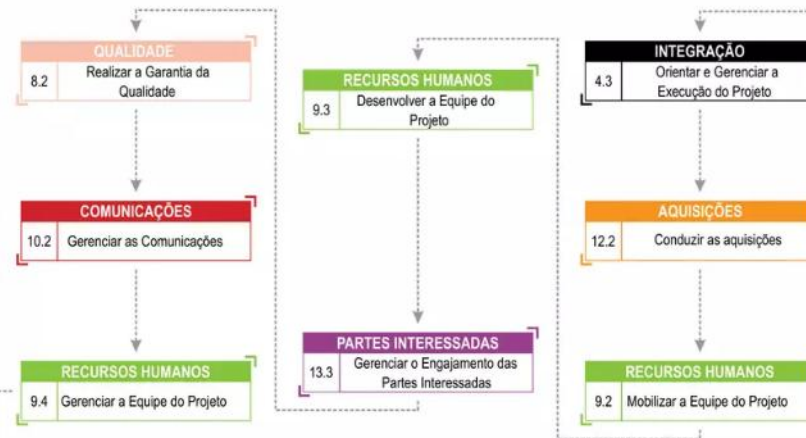 QUALIDADE
8.2
Realizar a Garantia da
Qualidade
COMUNICAÇÕES
10.2
Gerenciar as Comunicações
RECURSOS HUMANOS
9.4
Gerenciar a Equipe do Projeto
RECURSOS HUMANOS
9.3
Desenvolver a Equipe do
Projeto
PARTES INTERESSADAS
13.3
Gerenciar o Engajamento das
Partes Interessadas
INTEGRAÇÃO
4.3
Orientar e Gerenciar a
Execução do Projeto
AQUISIÇÕES
12.2
Conduzir as aquisições
RECURSOS HUMANOS
9.2
Mobilizar a Equipe do Projeto